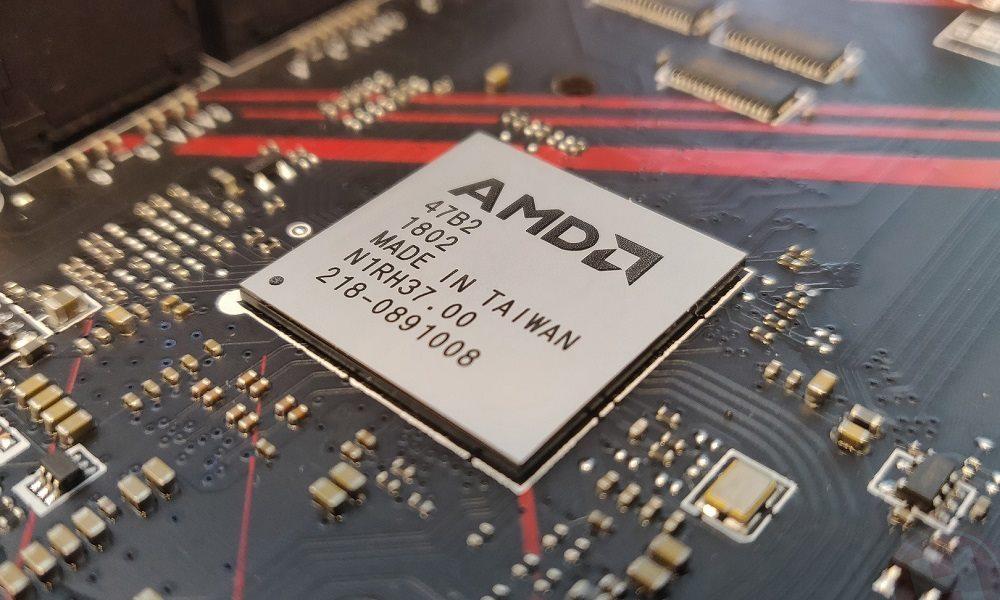 AMD
47B2
1802
MADE IN TAIWAN
N1RH37.00
218-0891008